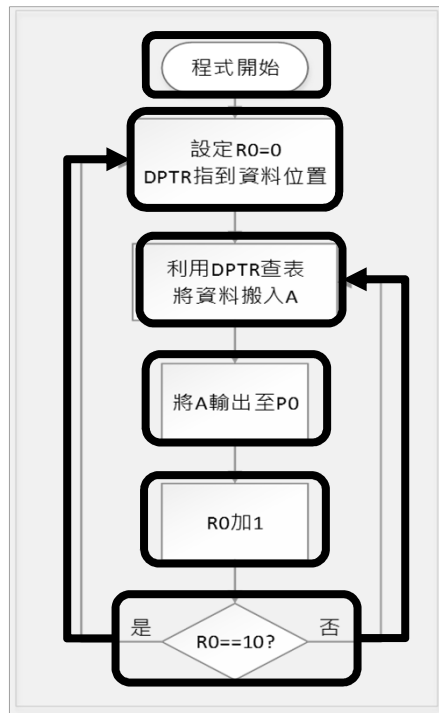 程式開始
設定R0=0
DPTR指到資料位置
利用DPTR查表
將資料搬入A
將A輸出至P0
R0加1
是
R0==10?
否